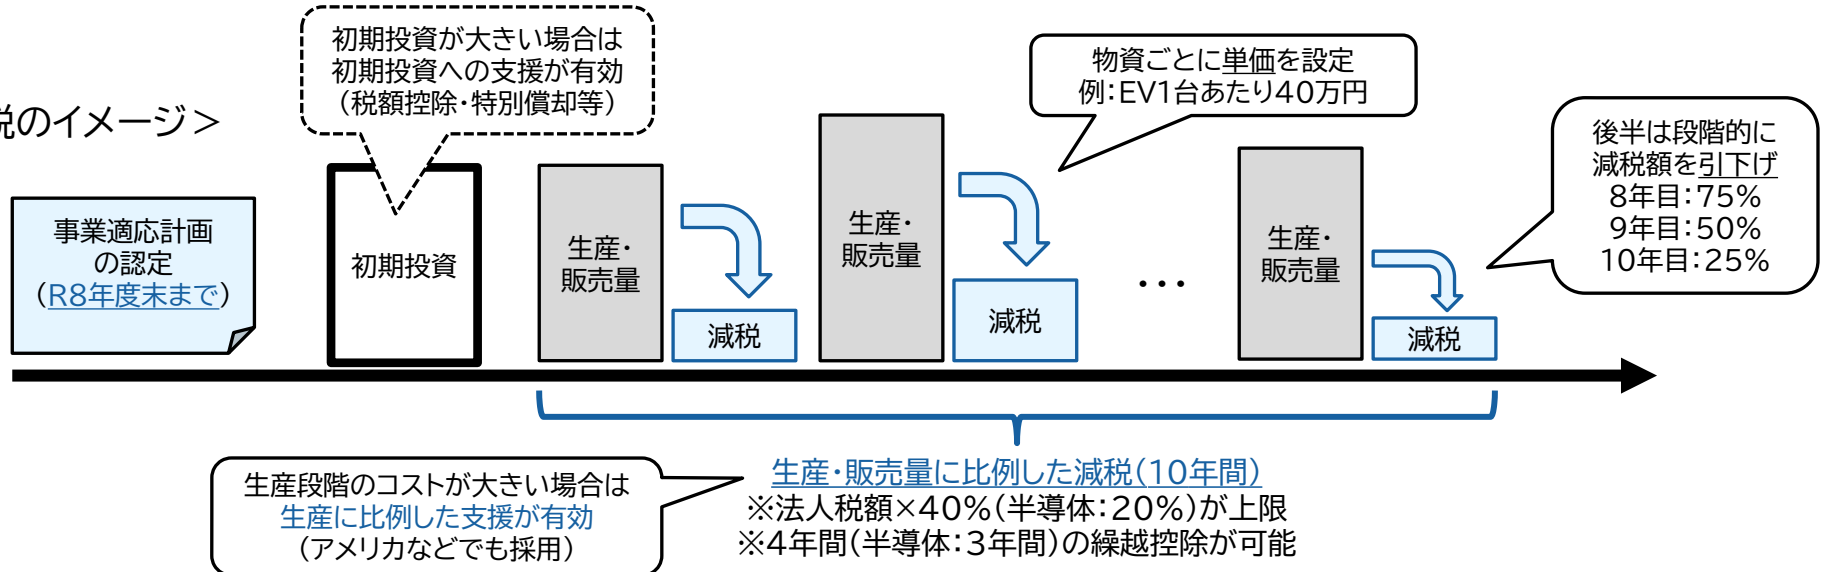 税のイメージ＞
初期投資が大きい場合は
初期投資への支援が有効
（税額控除・特別償却等）
物資ごとに単価を設定
例：EV1台あたり40万円
後半は段階的に
減税額を引下げ
8年目：75%
9年目：50%
10年目：25%
事業適応計画
の認定
（R8年度末まで）
初期投資
生産・
販売量
減税
生産・
販売量
減税
･･･
生産・
販売量
減税
生産段階のコストが大きい場合は
生産に比例した支援が有効
（アメリカなどでも採用）
生産・販売量に比例した減税（10年間）
※法人税額×40%（半導体：20%）が上限
※4年間（半導体：3年間）の繰越控除が可能